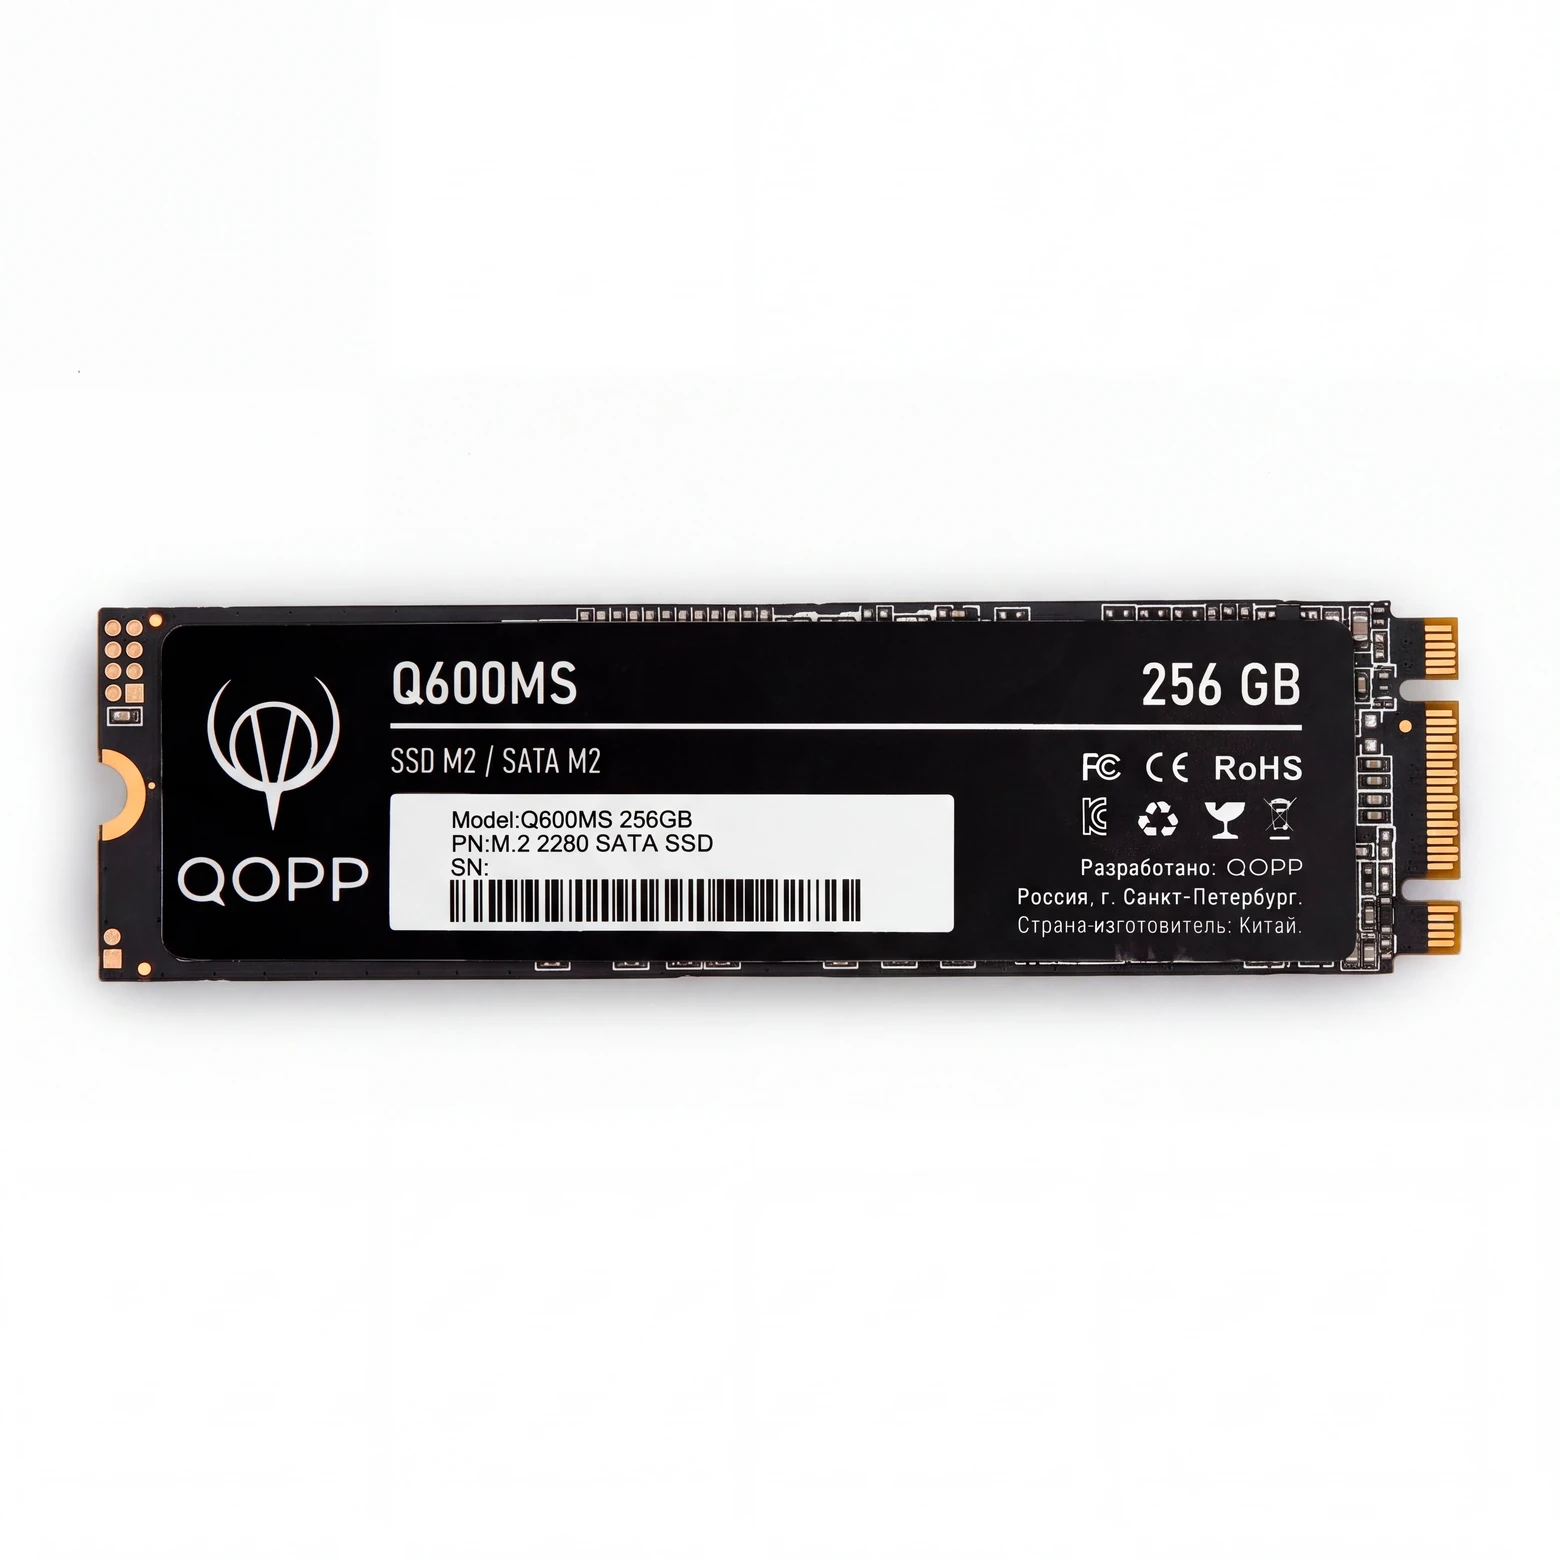 Q600MS
256 GB
SSD M2 / SATA M2
Model:Q600MS 256GB
PN:M.2 2280 SATA SSD
SN:
QOPP
FC CE RoHS
Разработано: QOPP
Россия, г. Санкт-Петербург.
Страна-изготовитель: Китай.